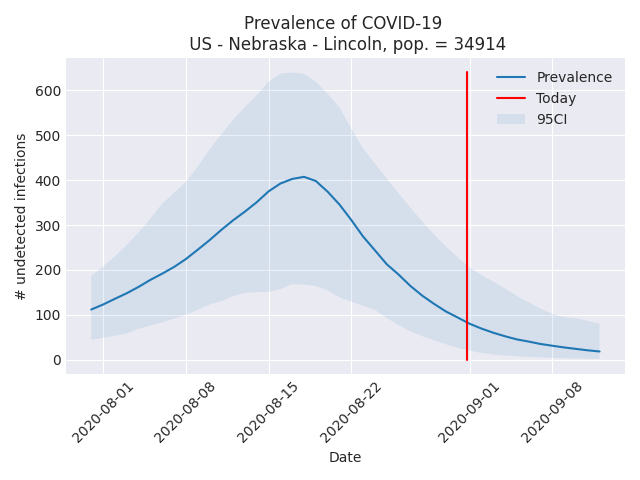 Prevalence of COVID-19
US - Nebraska - Lincoln, pop. = 34914
Prevalence
Today
95CI
# undetected infections
600
500
400
300
200
100
0
2020-08-01
2020-08-08
2020-08-15
2020-08-22
2020-09-01
2020-09-08
Date